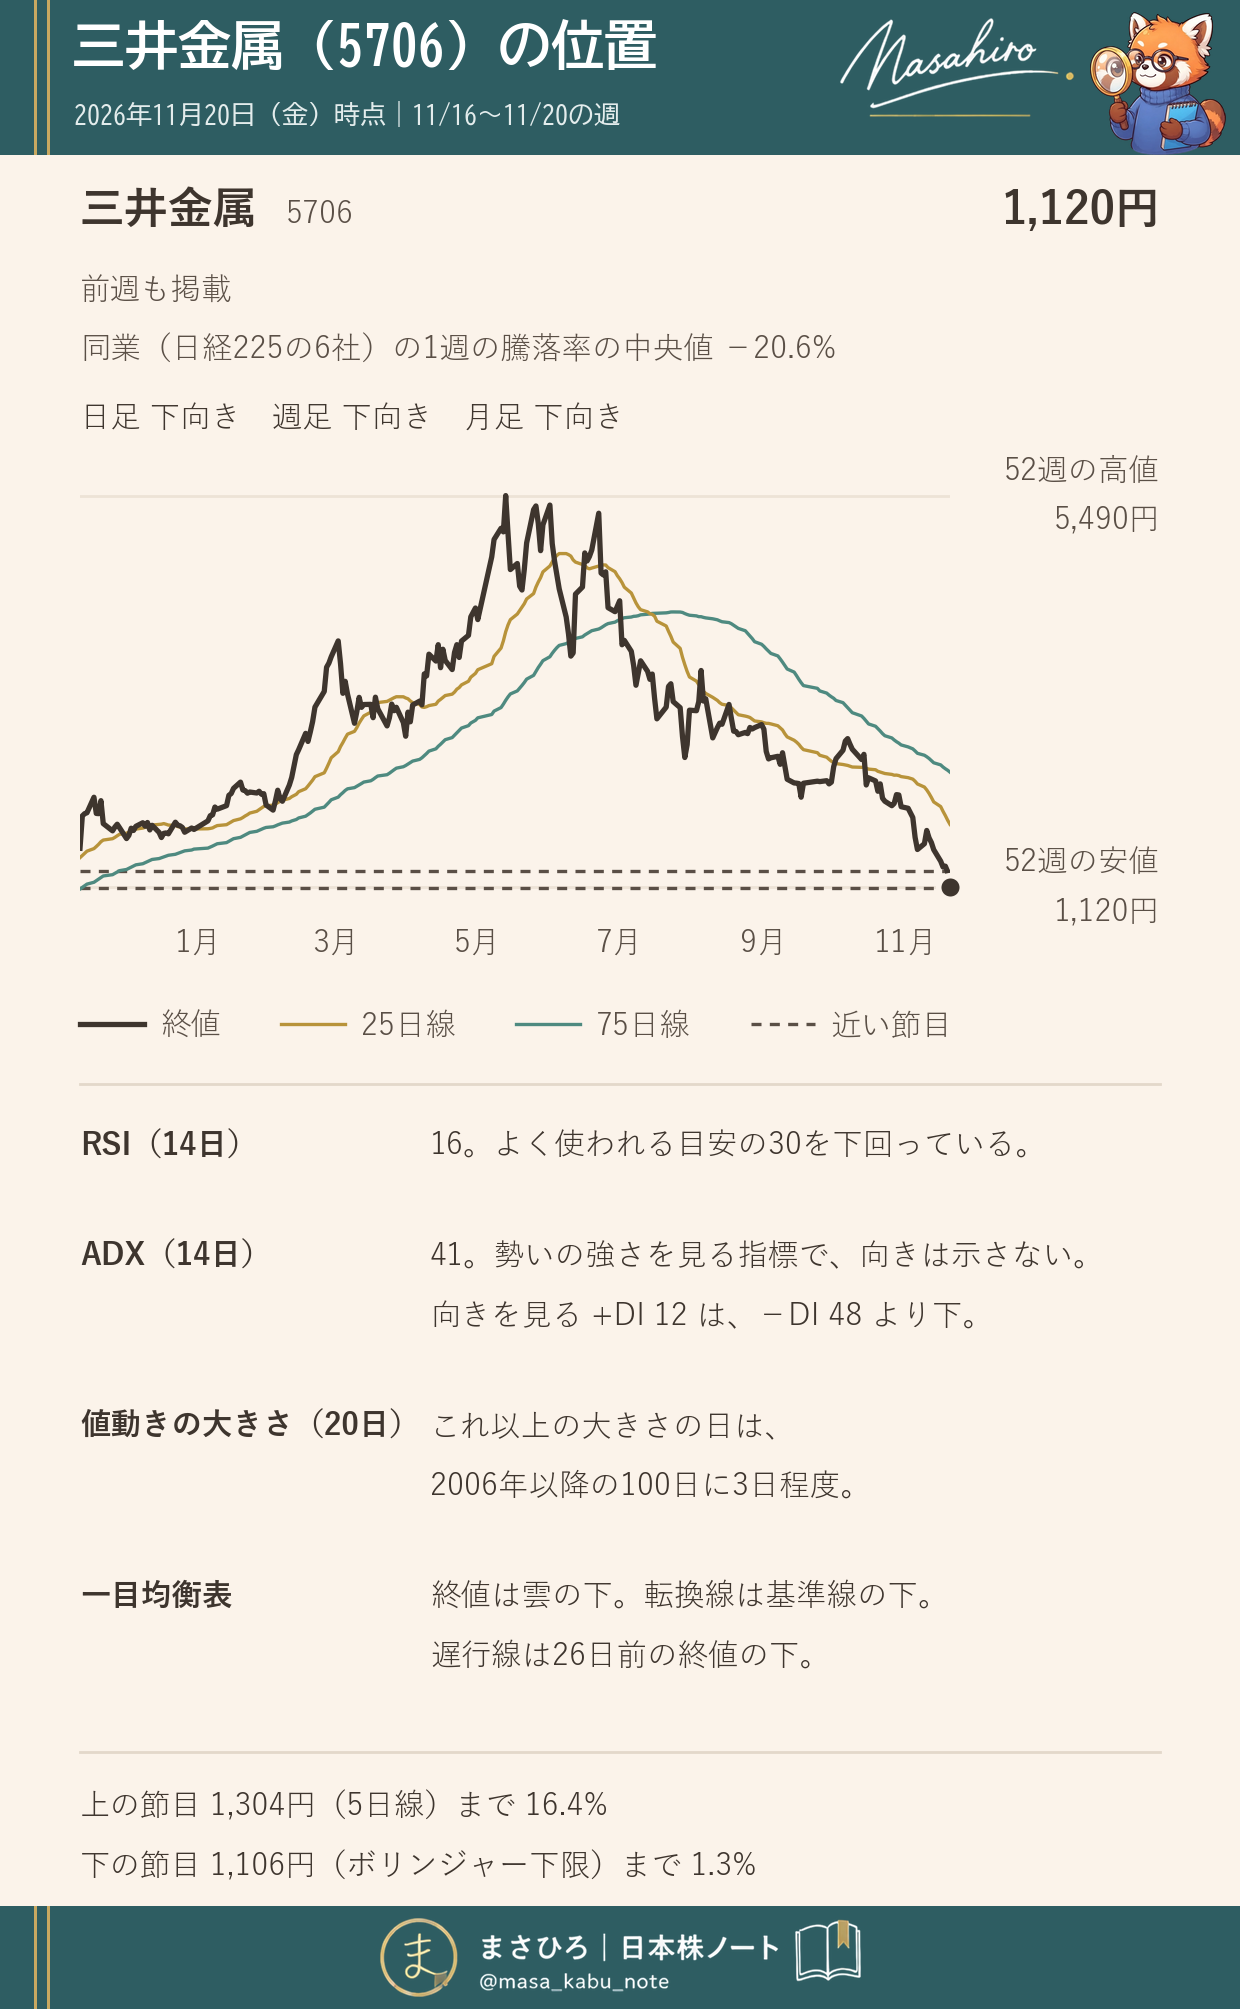 三井金属（5706）の位置
Masahiro
2026年11月20日（金）時点｜11/16〜11/20の週
三井金属 5706
1,120円
前週も掲載
同業（日経225の6社）の1週の騰落率の中央値 －20.6%
日足 下向き 週足 下向き 月足 下向き
52週の高値
5,490円
52週の安値
1,120円
1月 3月 5月 7月 9月 11月
終値 25日線 75日線 近い節目
RSI（14日） 16。よく使われる目安の30を下回っている。
ADX（14日） 41。勢いの強さを見る指標で、向きは示さない。
向きを見る +DI 12 は、－DI 48 より下。
値動きの大きさ（20日） これ以上の大きさの日は、
2006年以降の100日に3日程度。
一目均衡表 終値は雲の下。転換線は基準線の下。
遅行線は26日前の終値の下。
上の節目 1,304円（5日線）まで 16.4%
下の節目 1,106円（ボリンジャー下限）まで 1.3%
ま
まさひろ｜日本株ノート
@masa_kabu_note